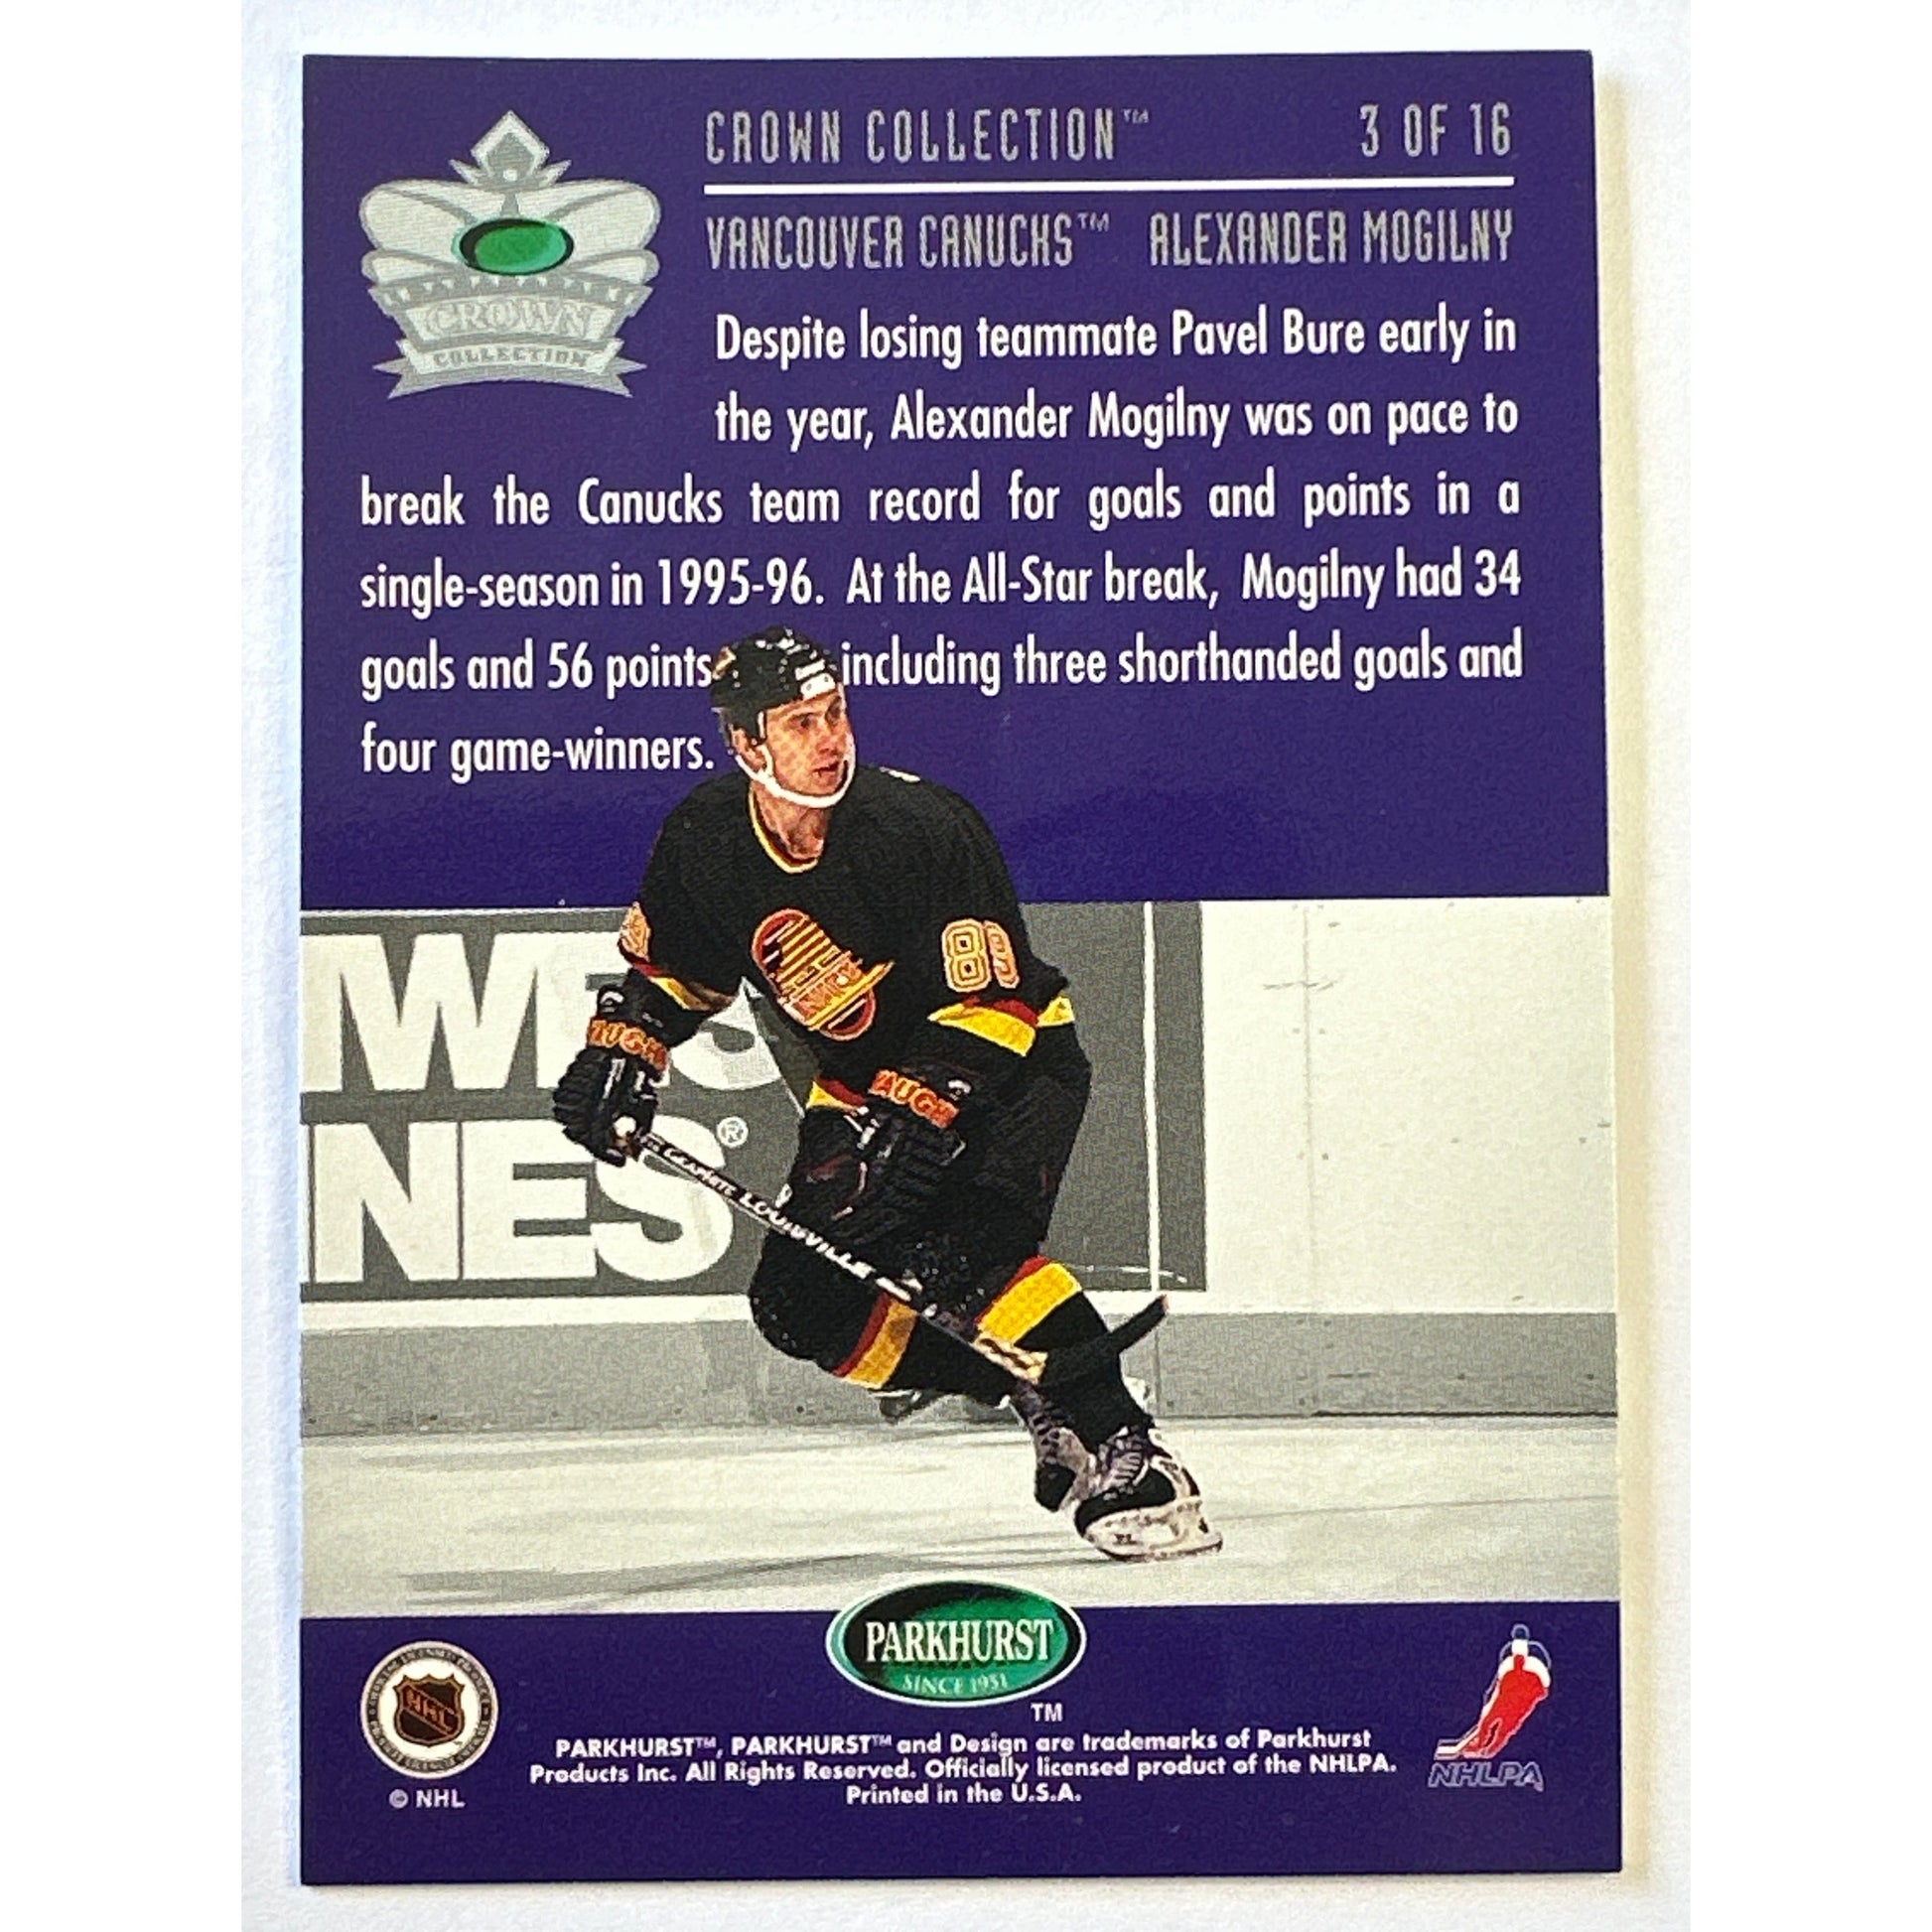 CROWN COLLECTION™ 3 OF 16
VANCOUVER CANUCKS™ ALEXANDER MOGILNY
CROWN
COLLECTION
Despite losing teammate Pavel Bure early in
the year, Alexander Mogilny was on pace to
break the Canucks team record for goals and points in a
single-season in 1995-96. At the All-Star break, Mogilny had 34
goals and 56 points including three shorthanded goals and
four game-winners.
89
AUGH
AUGH
NES®
LOUISVILLE
PARKHURST
SINCE 1951
TM
NHL
© NHL
PARKHURST™, PARKHURST™ and Design are trademarks of Parkhurst
Products Inc. All Rights Reserved. Officially licensed product of the NHLPA.
Printed in the U.S.A.
NHLPA